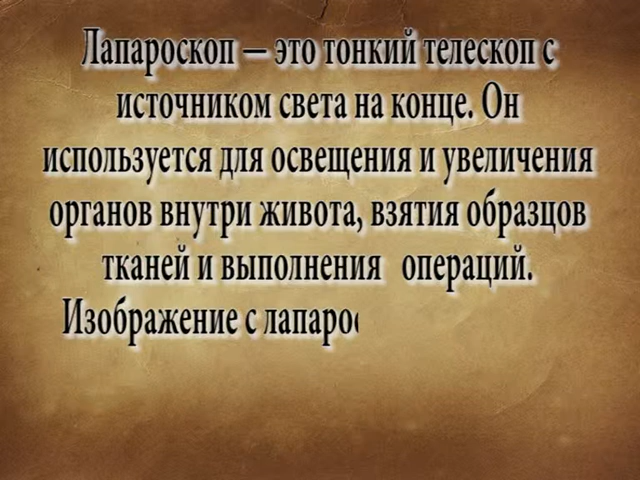 Лапароскоп — это тонкий телескоп с
источником света на конце. Он
используется для освещения и увеличения
органов внутри живота, взятия образцов
тканей и выполнения операций.
Изображение с